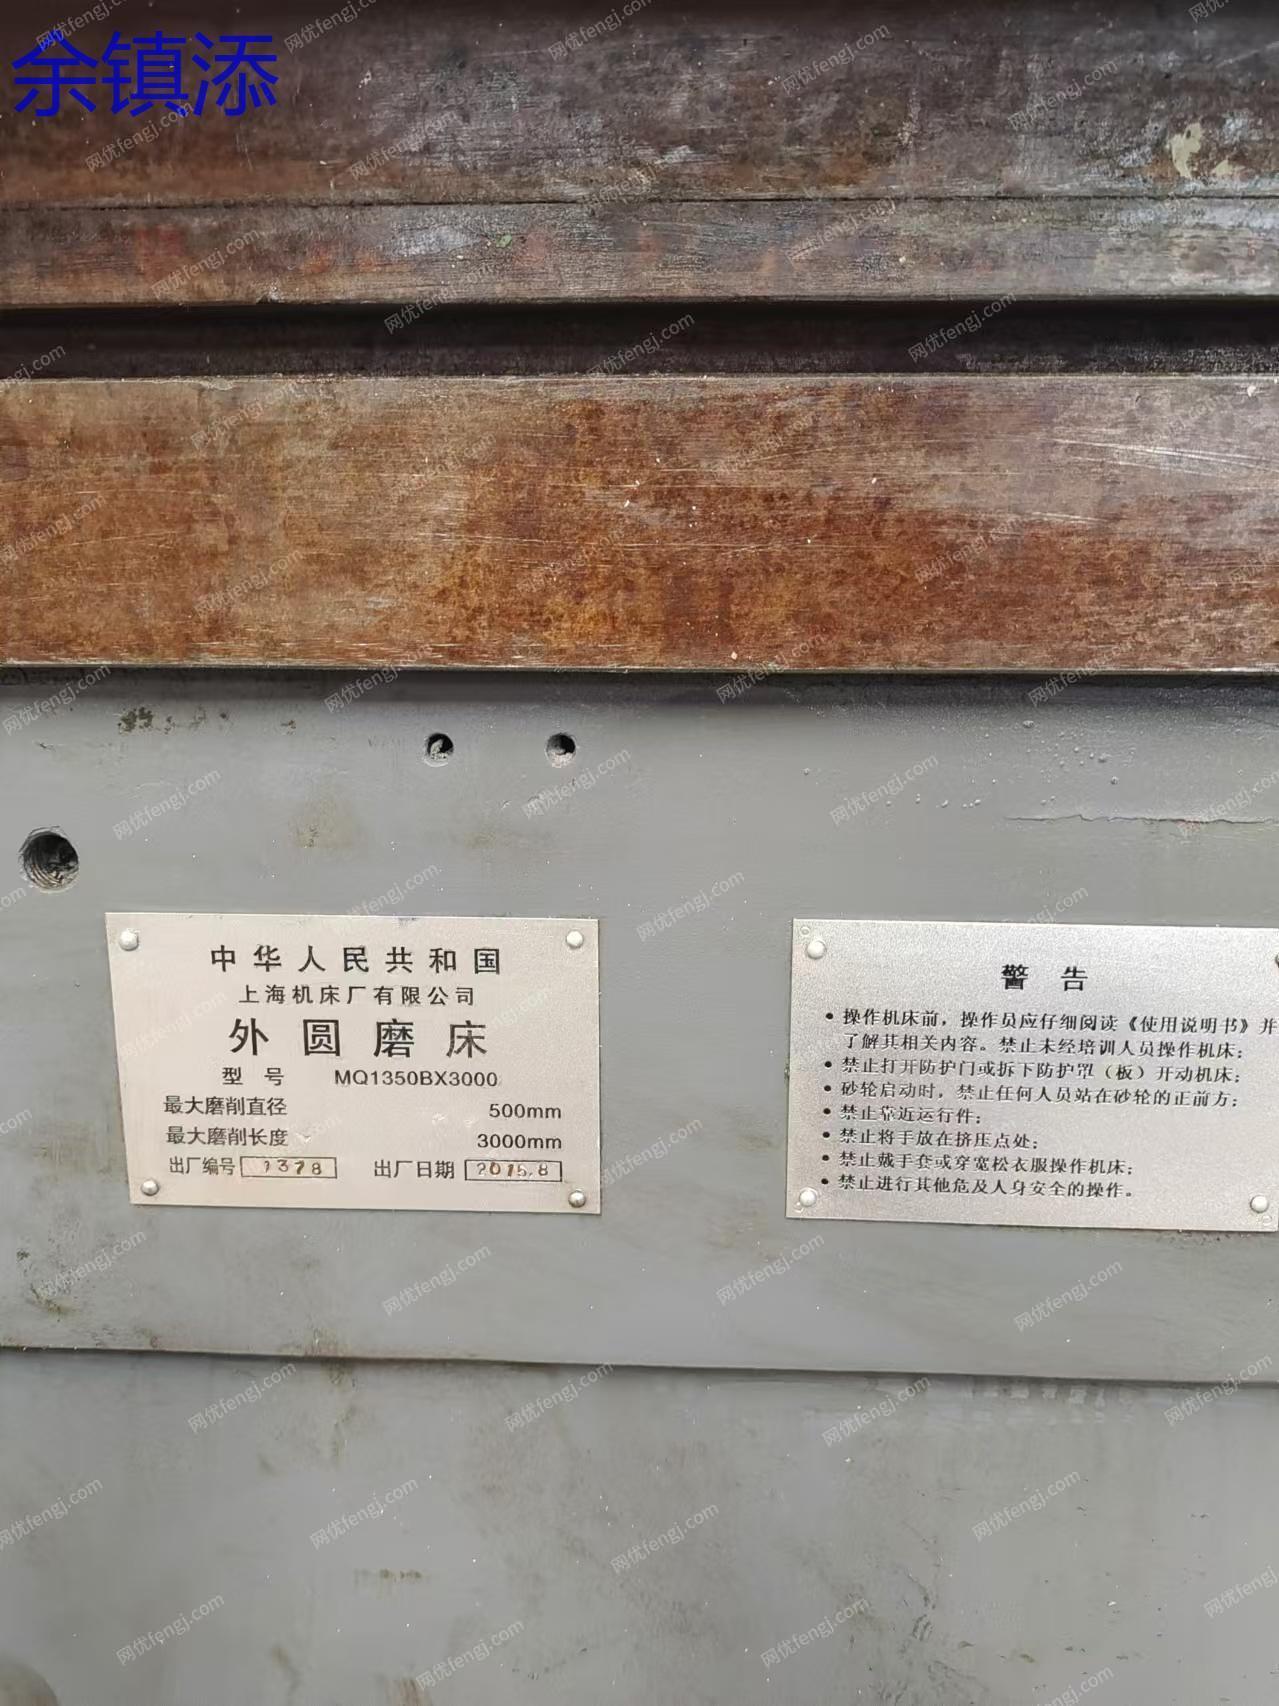 余镇添
中华人民共和国
上海机床厂有限公司
外圆磨床
型 号 MQ1350BX3000
最大磨削直径 500mm
最大磨削长度 3000mm
出厂编号 1378 出厂日期 2015.8
警 告
• 操作机床前，操作员应仔细阅读《使用说明书》并
了解其相关内容。禁止未经培训人员操作机床；
• 禁止打开防护门或拆下防护罩（板）开动机床；
• 砂轮启动时，禁止任何人员站在砂轮的正前方；
• 禁止靠近运行件；
• 禁止将手放在挤压点处；
• 禁止戴手套或穿宽松衣服操作机床；
• 禁止进行其他危及人身安全的操作。
网优fengj.com